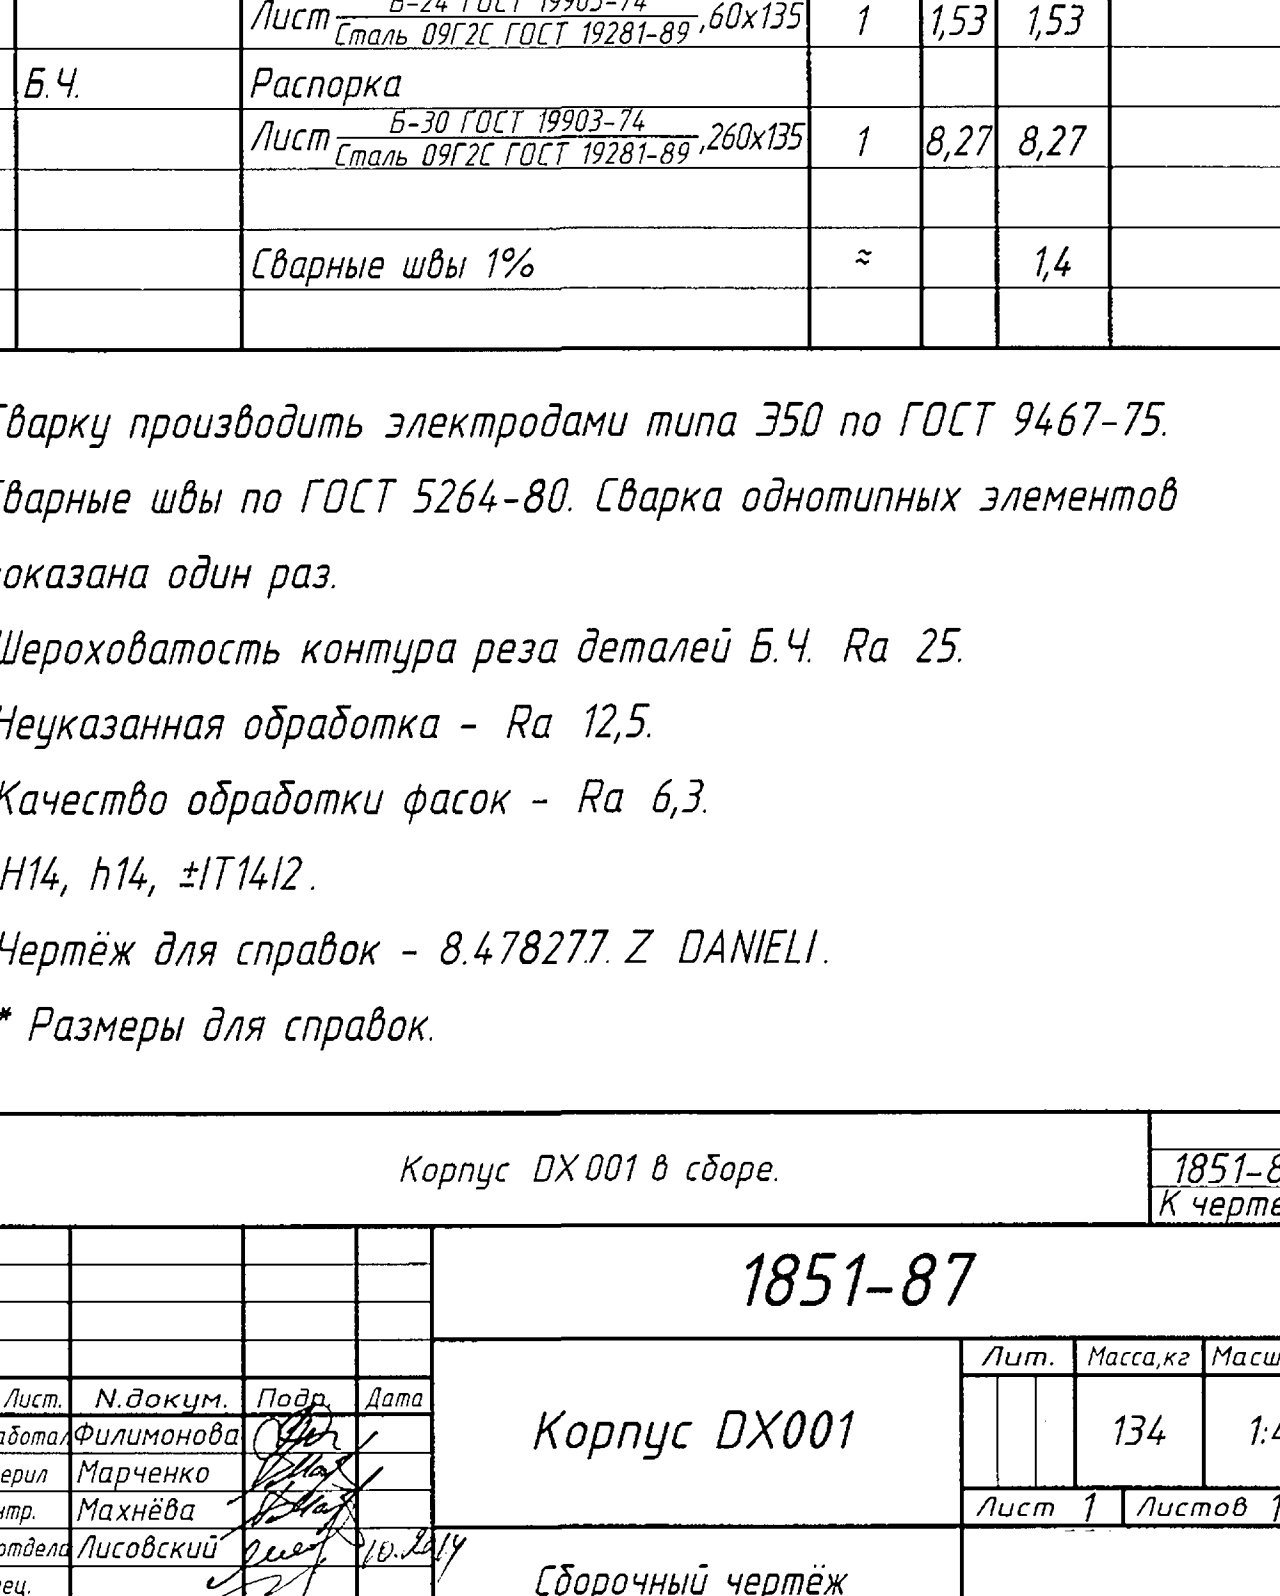 Лист Б-24 ГОСТ 19903-74
Сталь 09Г2С ГОСТ 19281-89 ,60х135 1 1,53 1,53
Б.Ч. Распорка
Лист Б-30 ГОСТ 19903-74
Сталь 09Г2С ГОСТ 19281-89 ,260х135 1 8,27 8,27
Сварные швы 1% ≈ 1,4
Сварку производить электродами типа Э50 по ГОСТ 9467-75.
Сварные швы по ГОСТ 5264-80. Сварка однотипных элементов
показана один раз.
Шероховатость контура реза деталей Б.Ч. Ra 25.
Неуказанная обработка - Ra 12,5.
Качество обработки фасок - Ra 6,3.
H14, h14, ±IT14/2.
Чертёж для справок - 8.478277. Z DANIELI.
* Размеры для справок.
Корпус DX 001 в сборе.
1851-8
К черте
1851-87
Лит. Масса,кг Масш
Лист. N.докум. Подр. Дата
Корпус DX001 134 1:4
аботал Филимонова
ерил Марченко
нтр. Махнёва
Лист 1 Листов 1
отдела Лисовский 10.2014
ец.
Сборочный чертёж